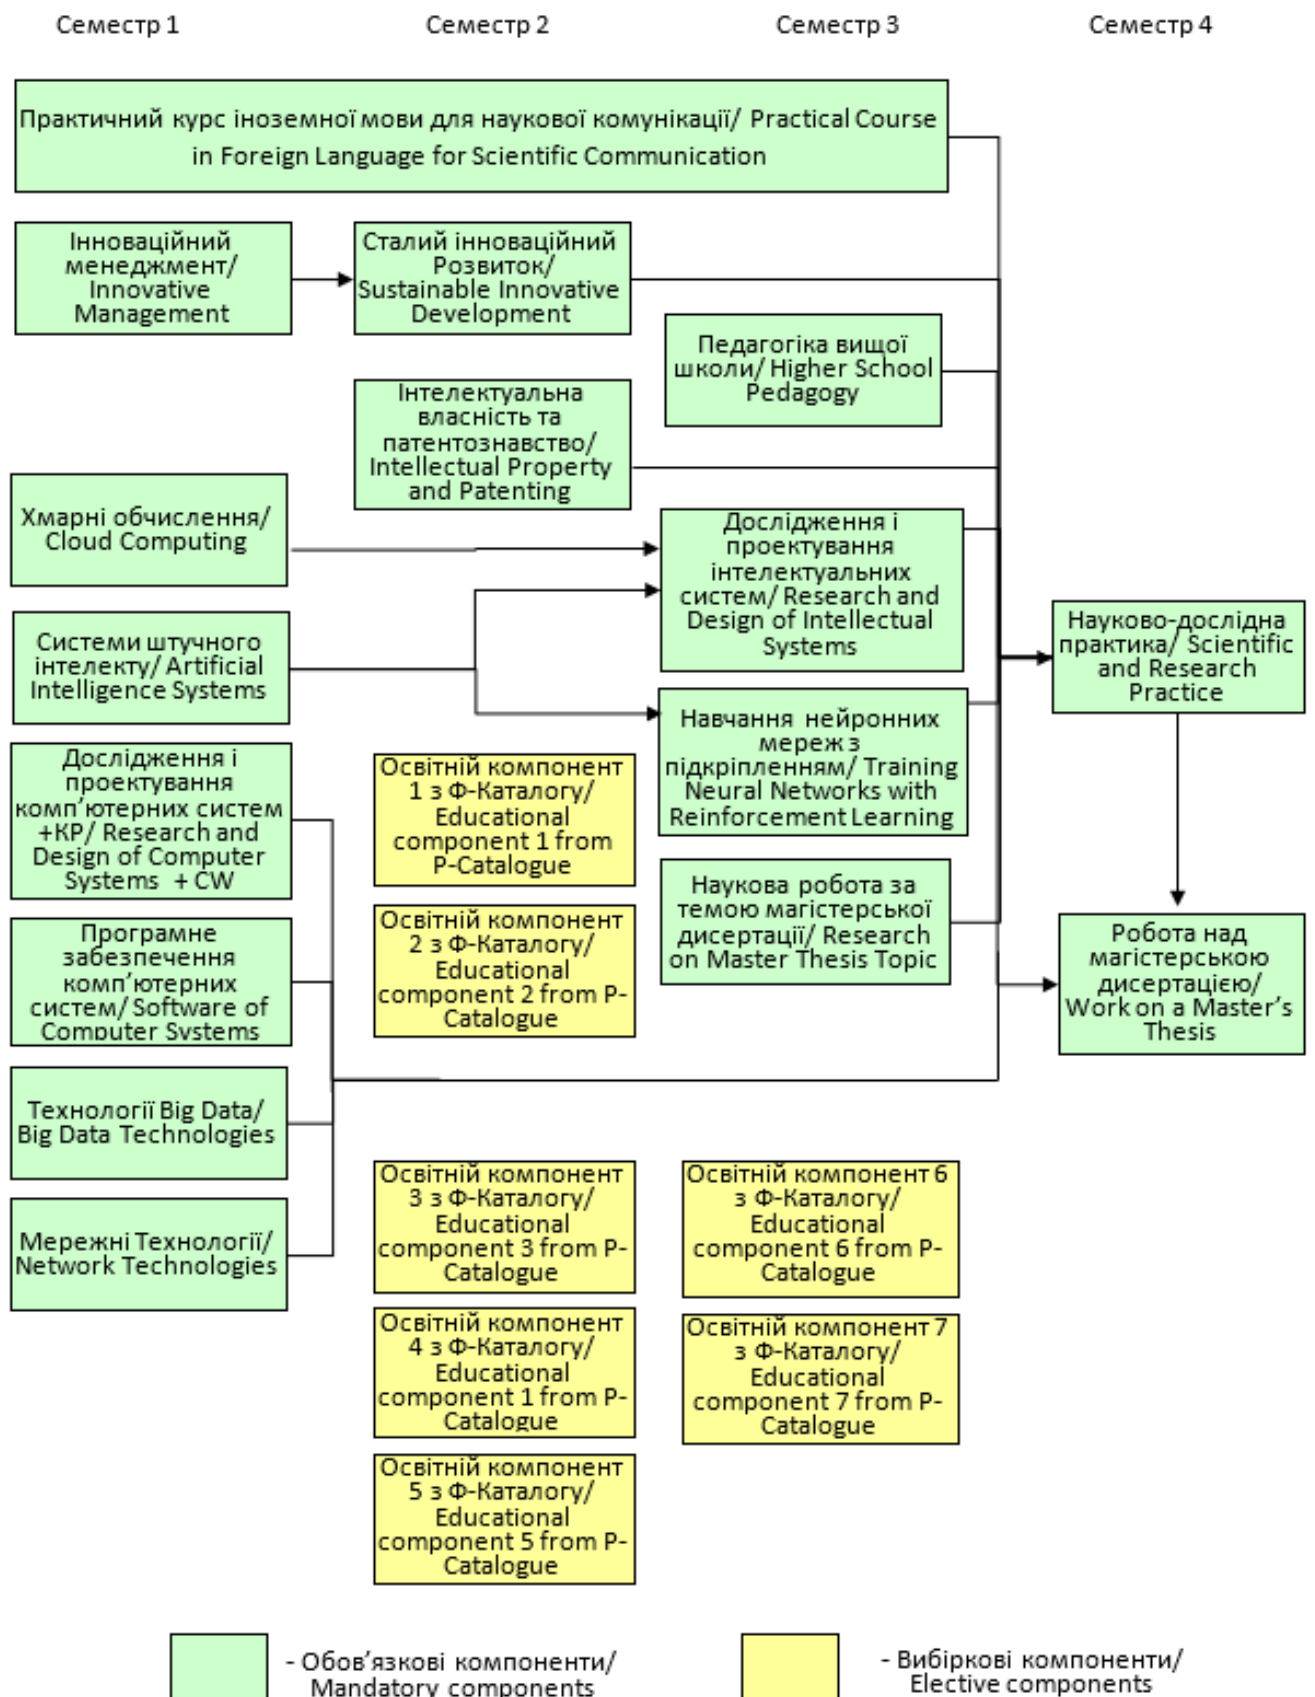 Семестр 1
Семестр 2
Семестр 3
Семестр 4
Практичний курс іноземної мови для наукової комунікації/ Practical Course
in Foreign Language for Scientific Communication
Інноваційний
менеджмент/
Innovative
Management
Сталий інноваційний
Розвиток/
Sustainable Innovative
Development
Педагогіка вищої
школи/ Higher School
Pedagogy
Інтелектуальна
власність та
патентознавство/
Intellectual Property
and Patenting
Хмарні обчислення/
Cloud Computing
Дослідження і
проектування
інтелектуальних
систем/ Research and
Design of Intellectual
Systems
Системи штучного
інтелекту/ Artificial
Intelligence Systems
Науково-дослідна
практика/ Scientific
and Research
Practice
Навчання нейронних
мереж з
підкріпленням/ Training
Neural Networks with
Reinforcement Learning
Дослідження і
проектування
комп’ютерних систем
+КР/ Research and
Design of Computer
Systems + CW
Освітній компонент
1 з Ф-Каталогу/
Educational
component 1 from
P-Catalogue
Наукова робота за
темою магістерської
дисертації/ Research
on Master Thesis Topic
Освітній компонент
2 з Ф-Каталогу/
Educational
component 2 from P-
Catalogue
Програмне
забезпечення
комп’ютерних
систем/ Software of
Computer Systems
Робота над
магістерською
дисертацією/
Work on a Master’s
Thesis
Технології Big Data/
Big Data Technologies
Мережні Технології/
Network Technologies
Освітній компонент
3 з Ф-Каталогу/
Educational
component 3 from P-
Catalogue
Освітній компонент 6
з Ф-Каталогу/
Educational
component 6 from P-
Catalogue
Освітній компонент
4 з Ф-Каталогу/
Educational
component 1 from P-
Catalogue
Освітній компонент 7
з Ф-Каталогу/
Educational
component 7 from P-
Catalogue
Освітній компонент
5 з Ф-Каталогу/
Educational
component 5 from P-
Catalogue
- Обов’язкові компоненти/
Mandatory components
- Вибіркові компоненти/
Elective components